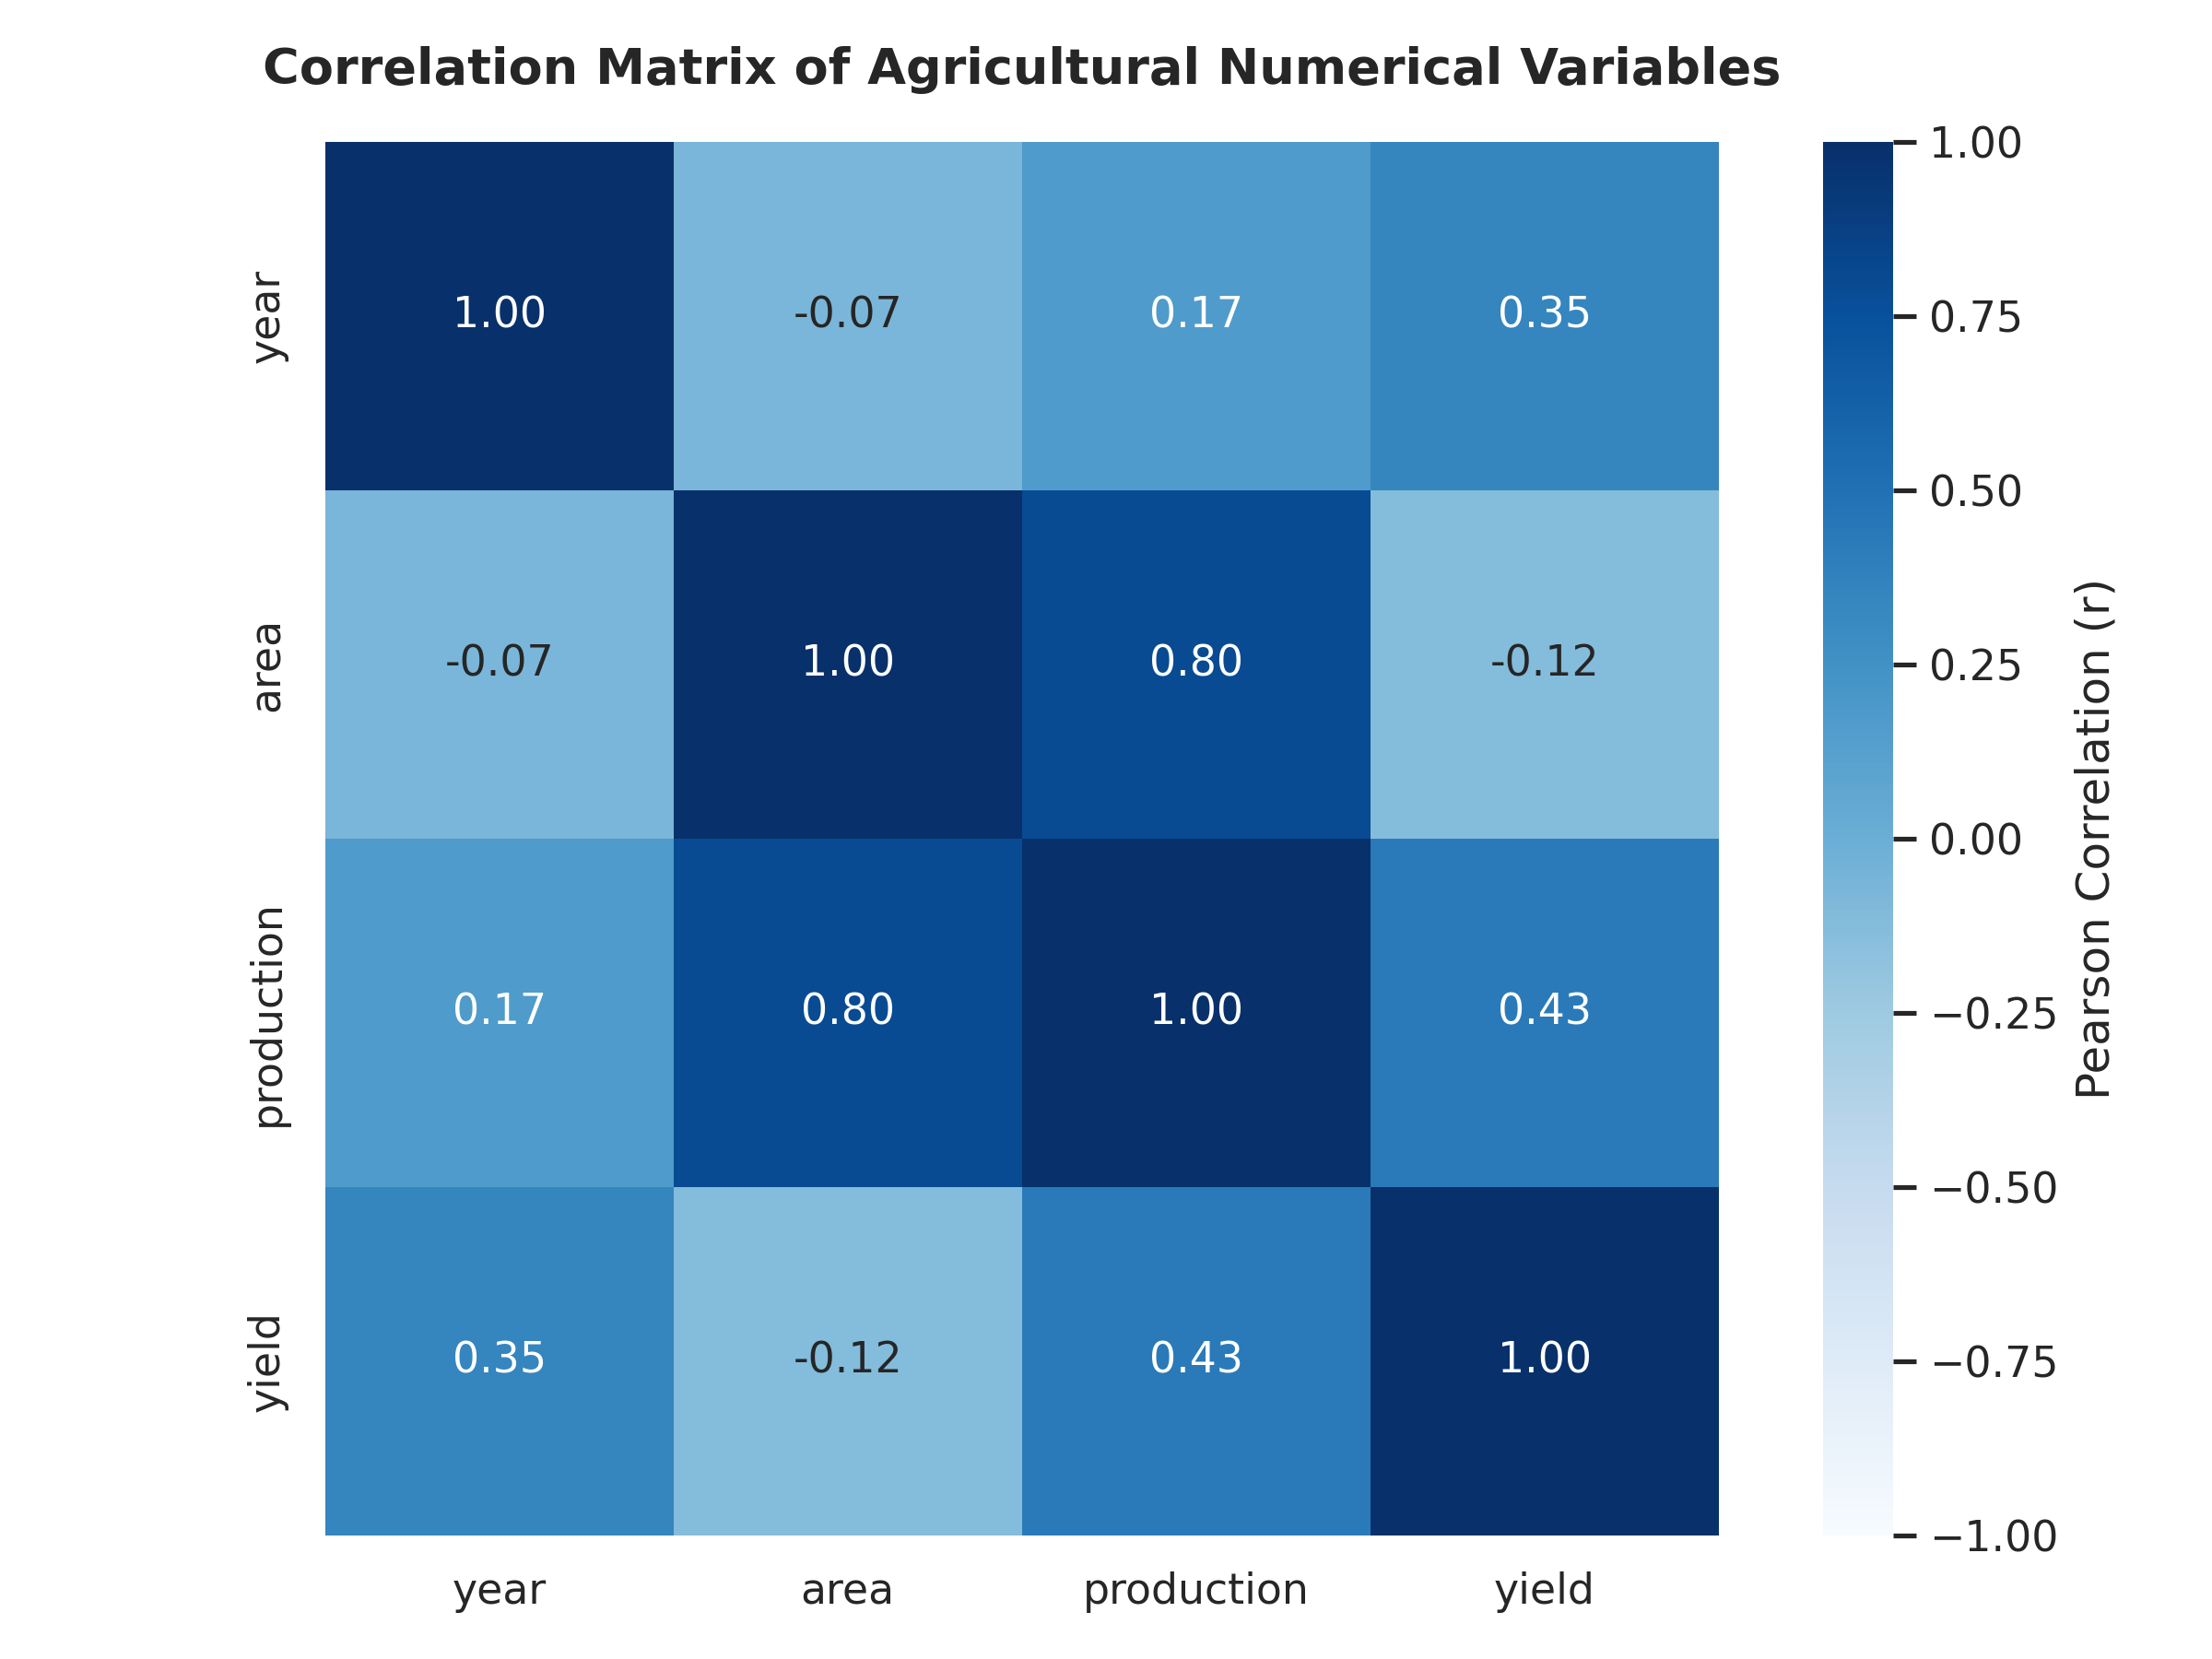 Correlation Matrix of Agricultural Numerical Variables
year 1.00 -0.07 0.17 0.35
area -0.07 1.00 0.80 -0.12
production 0.17 0.80 1.00 0.43
yield 0.35 -0.12 0.43 1.00
year area production yield
1.00
0.75
0.50
0.25
0.00
−0.25
−0.50
−0.75
−1.00
Pearson Correlation (r)